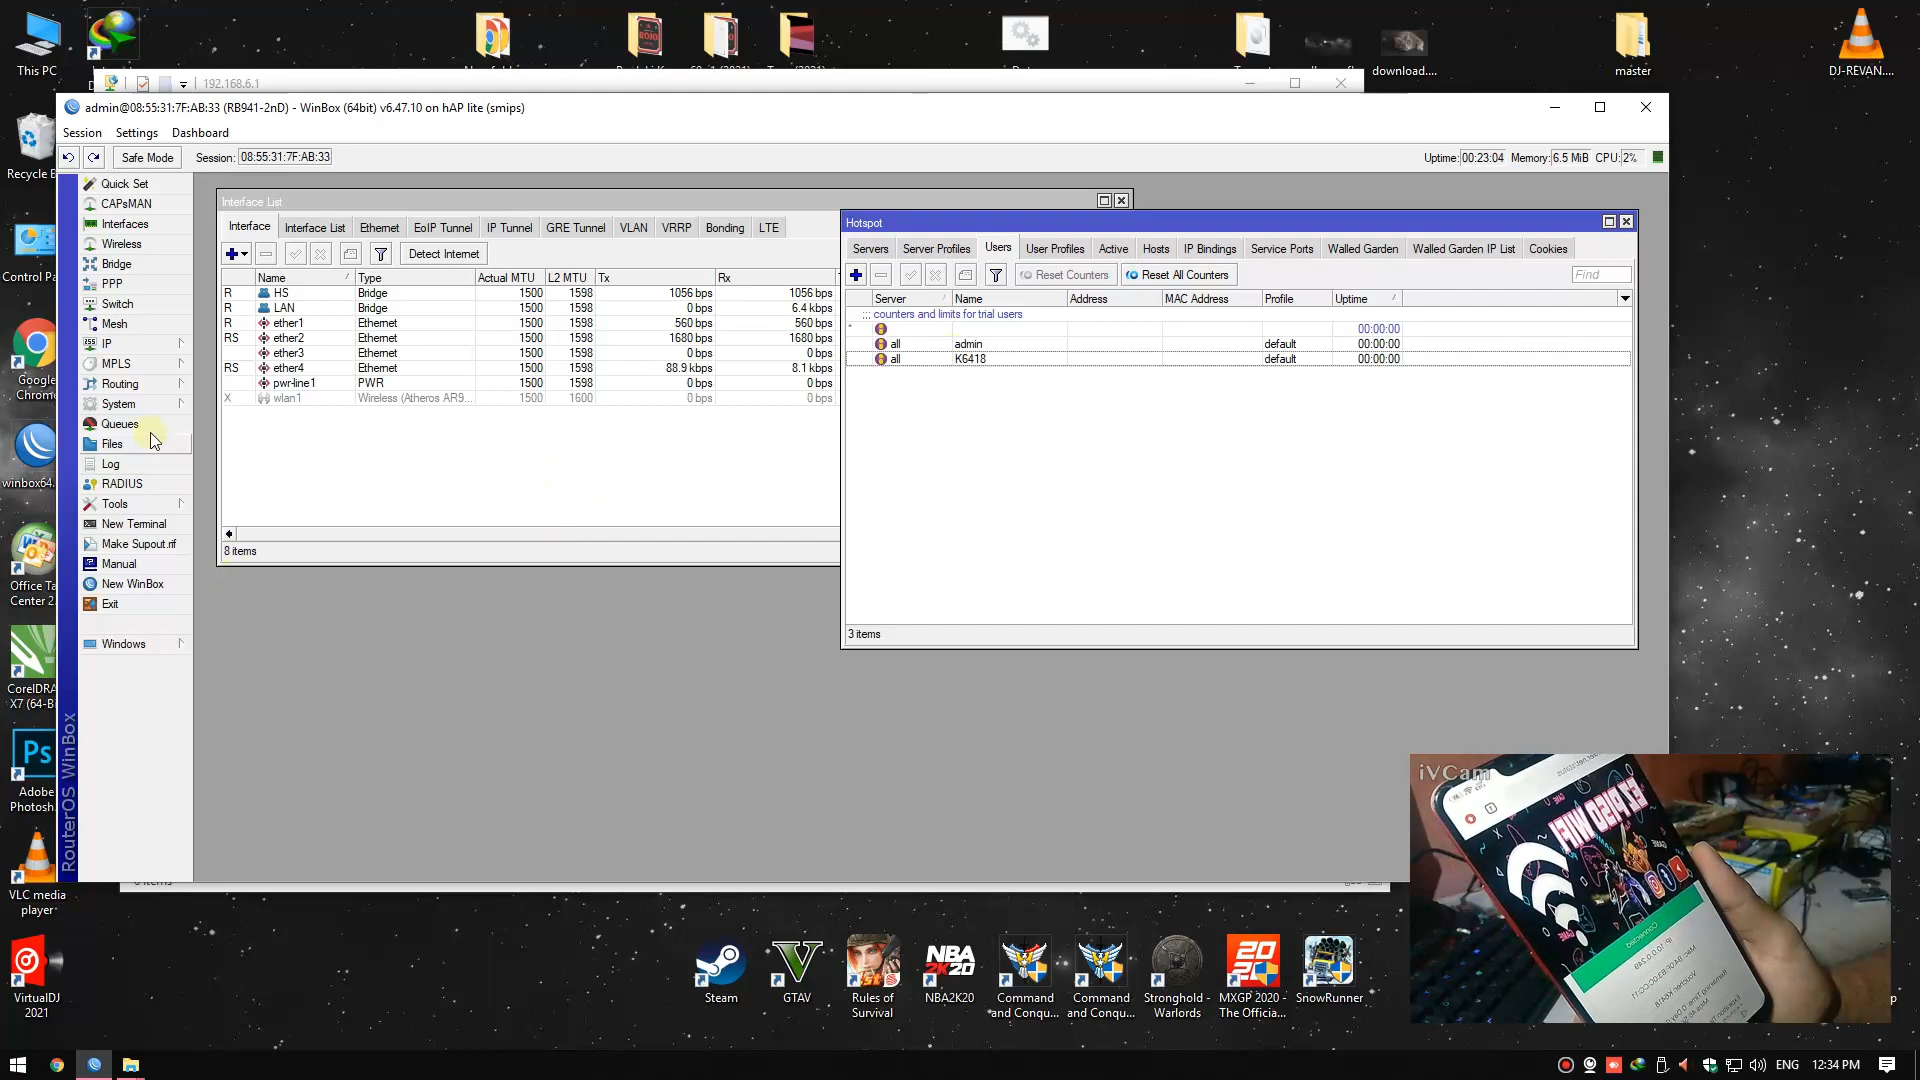 This PC
download....
master
DJ-REVAN....
192.168.6.1
admin@08:55:31:7F:AB:33 (RB941-2nD) - WinBox (64bit) v6.47.10 on hAP lite (smips)
Session Settings Dashboard
Safe Mode Session: 08:55:31:7F:AB:33 Uptime: 00:23:04 Memory: 6.5 MiB CPU: 2%
Recycle B
Control Pa
Google
Chrome
winbox64.
Office Ta
Center 2.
CorelDRA
X7 (64-B
Ps
Adobe
Photosh.
VLC media
player
VirtualDJ
2021
RouterOS WinBox
Quick Set
CAPsMAN
Interfaces
Wireless
Bridge
PPP
Switch
Mesh
IP
MPLS
Routing
System
Queues
Files
Log
RADIUS
Tools
New Terminal
Make Supout.rif
Manual
New WinBox
Exit
Windows
Interface List
Interface Interface List Ethernet EoIP Tunnel IP Tunnel GRE Tunnel VLAN VRRP Bonding LTE
Detect Internet
Name Type Actual MTU L2 MTU Tx Rx
R HS Bridge 1500 1598 1056 bps 1056 bps
R LAN Bridge 1500 1598 0 bps 6.4 kbps
R ether1 Ethernet 1500 1598 560 bps 560 bps
RS ether2 Ethernet 1500 1598 1680 bps 1680 bps
ether3 Ethernet 1500 1598 0 bps 0 bps
RS ether4 Ethernet 1500 1598 88.9 kbps 8.1 kbps
pwr-line1 PWR 1500 1598 0 bps 0 bps
X wlan1 Wireless (Atheros AR9... 1500 1600 0 bps 0 bps
8 items
Hotspot
Servers Server Profiles Users User Profiles Active Hosts IP Bindings Service Ports Walled Garden Walled Garden IP List Cookies
Reset Counters Reset All Counters Find
Server Name Address MAC Address Profile Uptime
;;; counters and limits for trial users
* 00:00:00
all admin default 00:00:00
all K6418 default 00:00:00
3 items
iVCam
Connected
Steam
GTAV
Rules of
Survival
NBA
2K20
NBA2K20
Command
and Conqu...
Command
and Conqu...
Stronghold -
Warlords
20
20
MXGP 2020 -
The Officia...
SnowRunner
ENG 12:34 PM